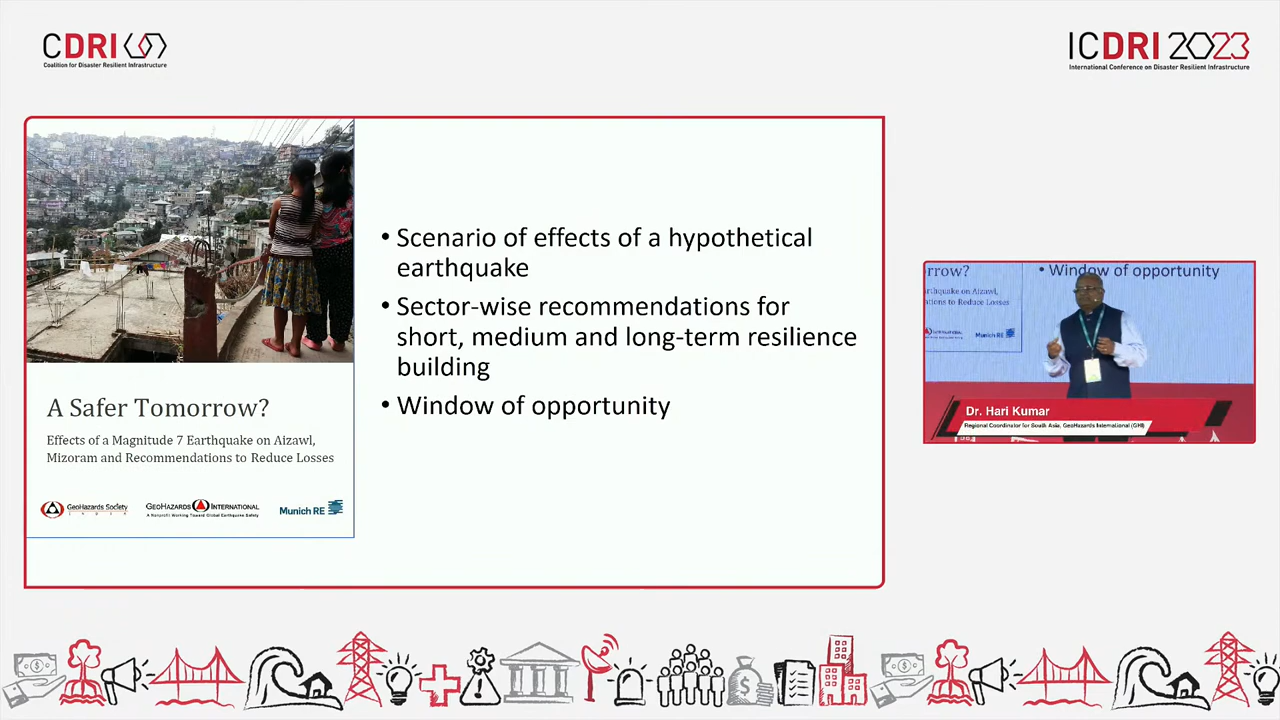 CDRI
Coalition for Disaster Resilient Infrastructure
ICDRI 2023
International Conference on Disaster Resilient Infrastructure
• Scenario of effects of a hypothetical
earthquake
• Sector-wise recommendations for
short, medium and long-term resilience
building
• Window of opportunity
A Safer Tomorrow?
Effects of a Magnitude 7 Earthquake on Aizawl,
Mizoram and Recommendations to Reduce Losses
GeoHazards Society
INDIA
GeoHazards International
A Nonprofit Working Toward Global Earthquake Safety
Munich RE
rrow?
• Window of opportunity
rthquake on Aizawl,
ations to Reduce Losses
International
Munich RE
Dr. Hari Kumar
Regional Coordinator for South Asia, GeoHazards International (GHI)